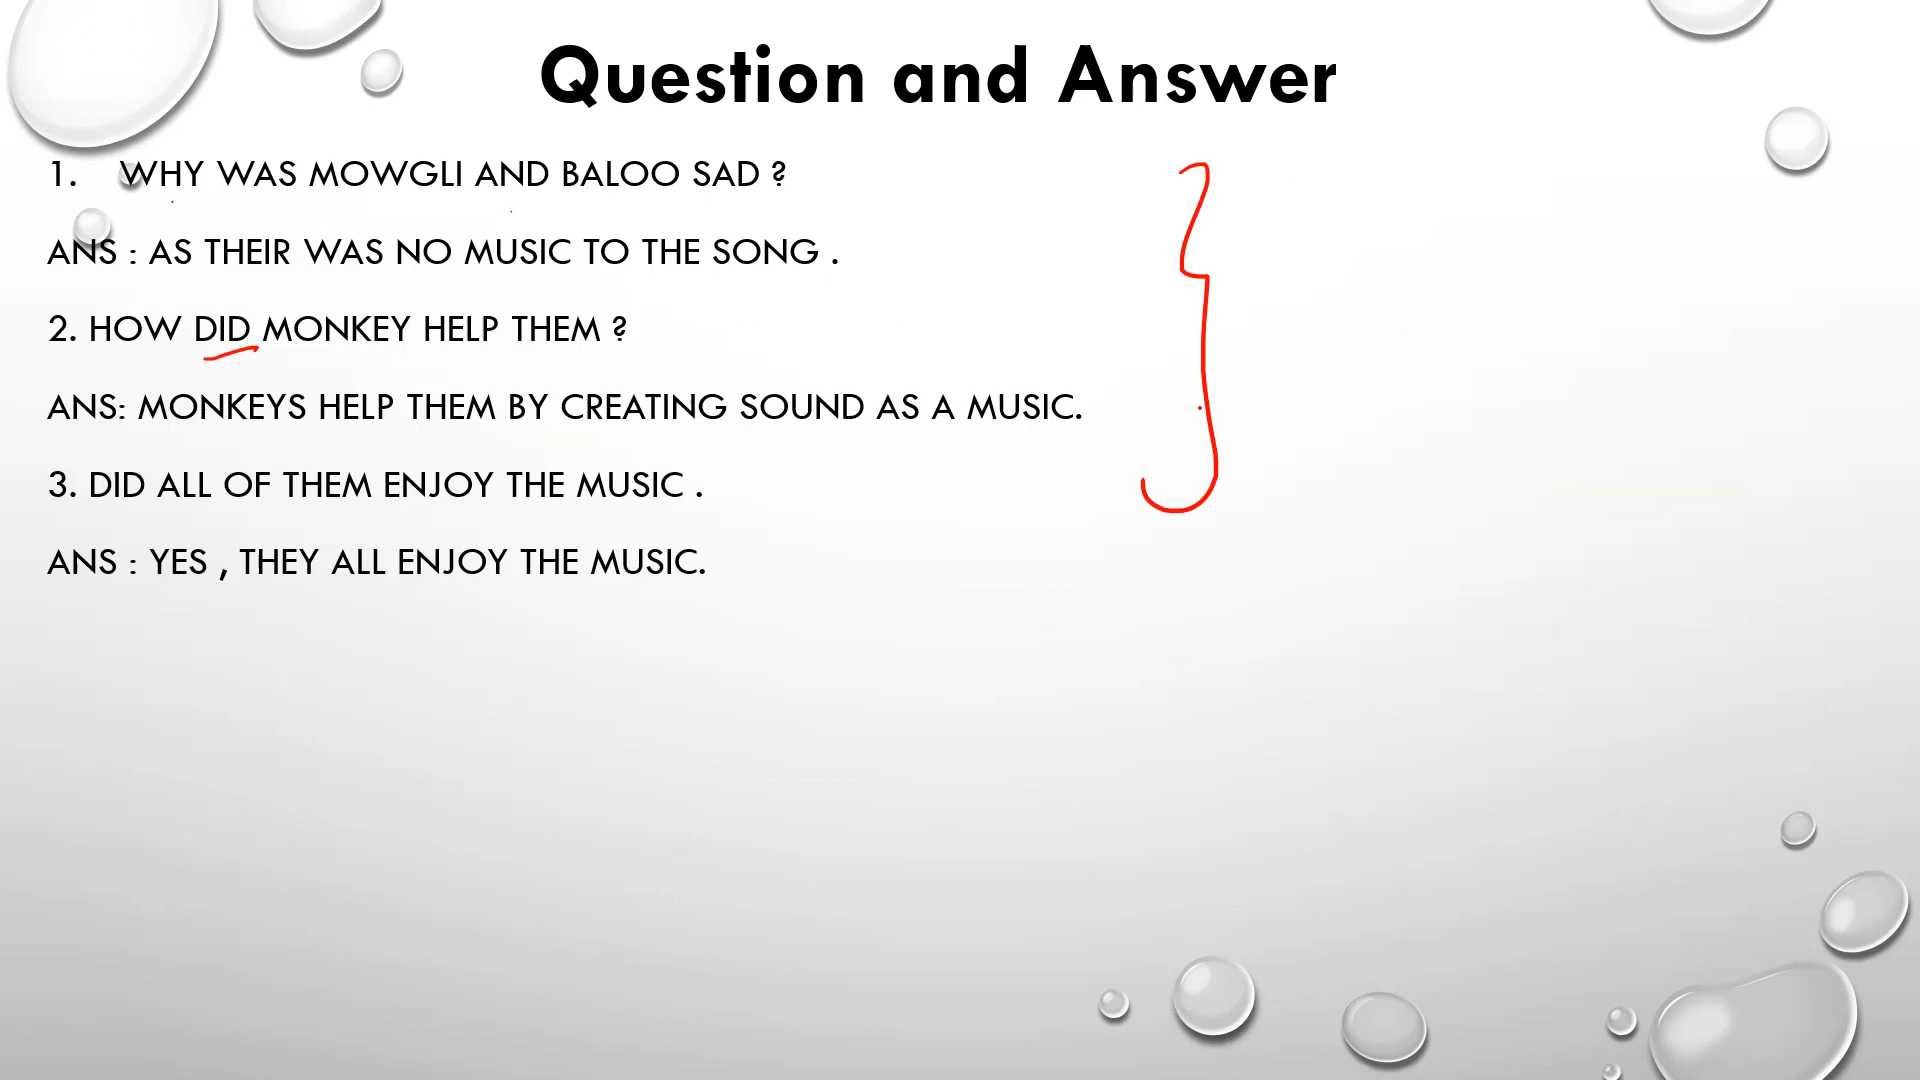 Question and Answer
1. WHY WAS MOWGLI AND BALOO SAD ?
ANS : AS THEIR WAS NO MUSIC TO THE SONG .
2. HOW DID MONKEY HELP THEM ?
ANS: MONKEYS HELP THEM BY CREATING SOUND AS A MUSIC.
3. DID ALL OF THEM ENJOY THE MUSIC .
ANS : YES , THEY ALL ENJOY THE MUSIC.